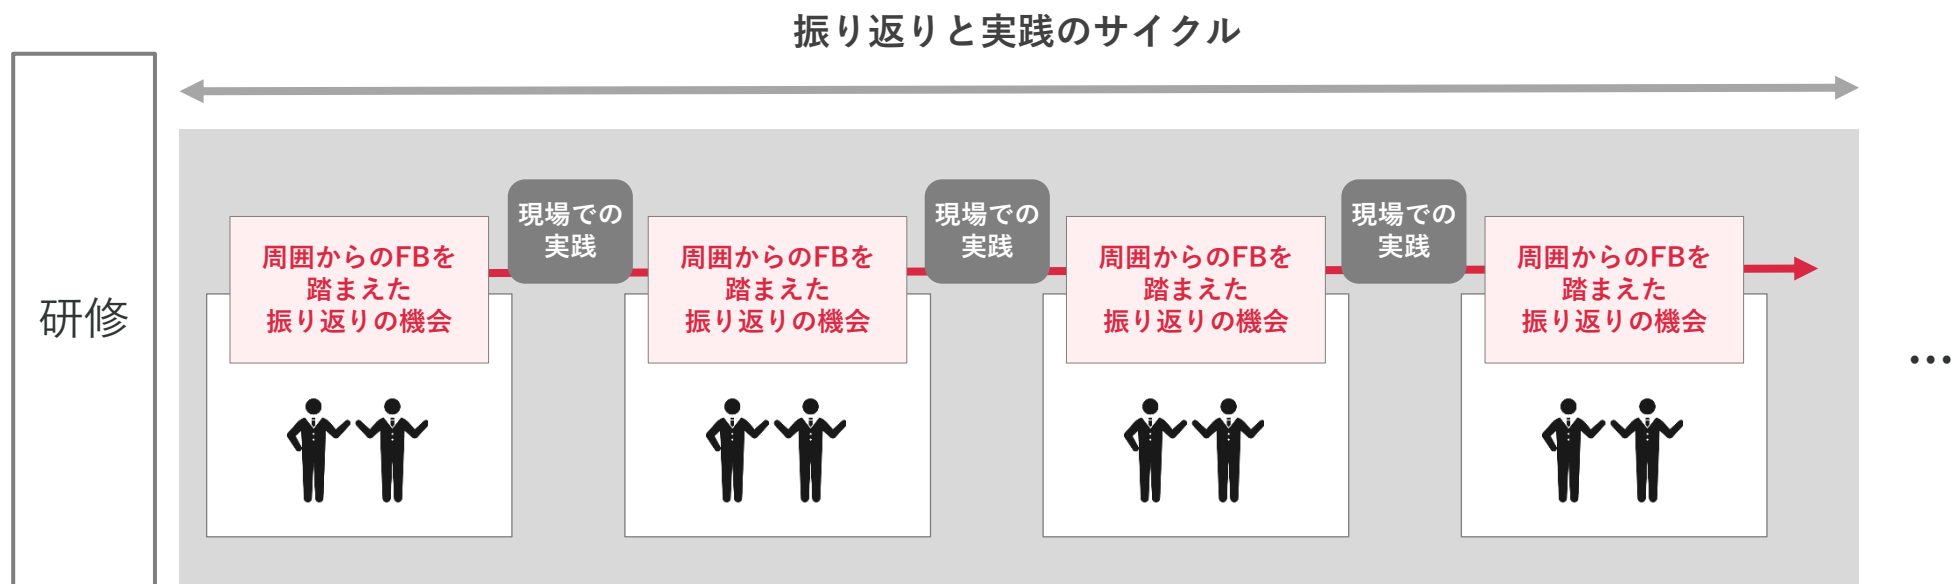 振り返りと実践のサイクル
研修
周囲からのFBを
踏まえた
振り返りの機会
現場での
実践
周囲からのFBを
踏まえた
振り返りの機会
現場での
実践
周囲からのFBを
踏まえた
振り返りの機会
現場での
実践
周囲からのFBを
踏まえた
振り返りの機会
…